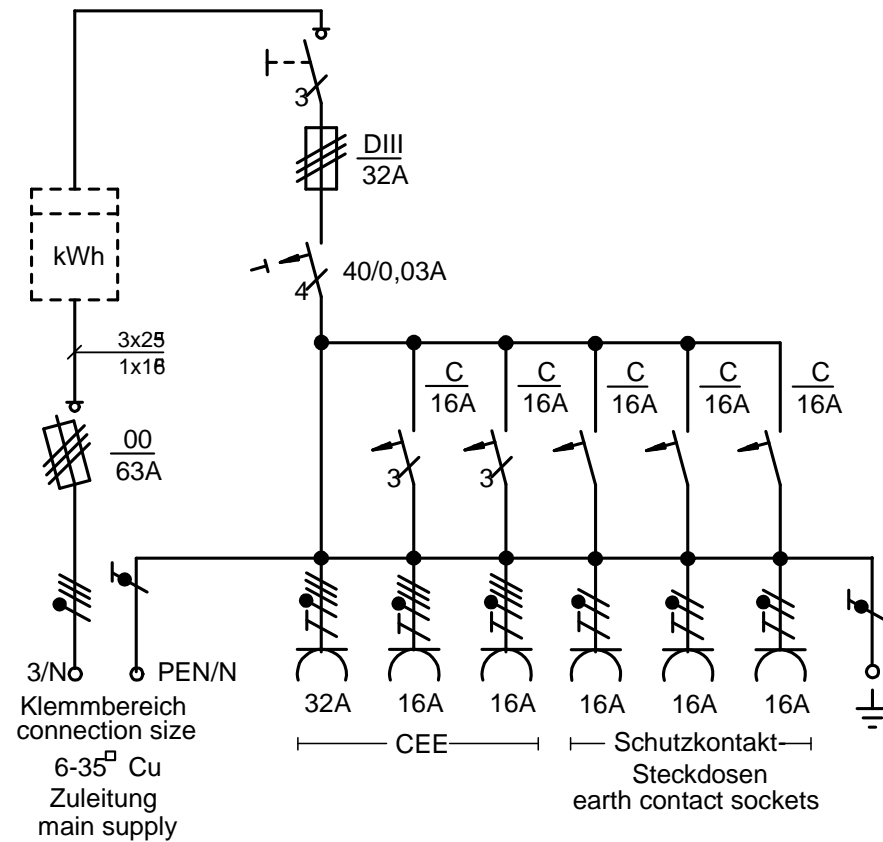 3
DIII
32A
kWh
40/0,03A
4
3x25
1x16
C
16A
C
16A
C
16A
C
16A
C
16A
00
63A
3
3
3/N
PEN/N
32A
16A
16A
16A
16A
16A
Klemmbereich
connection size
6-35□ Cu
Zuleitung
main supply
CEE
Schutzkontakt-
Steckdosen
earth contact sockets